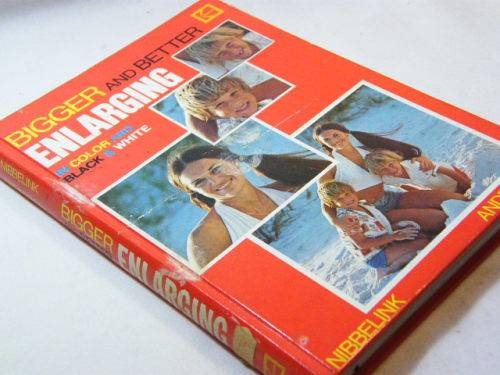 BIGGER AND BETTER
ENLARGING
IN COLOR AND
BLACK & WHITE
NIBBELINK
AND
NIBBELINK
BIGGER
ENLARGING